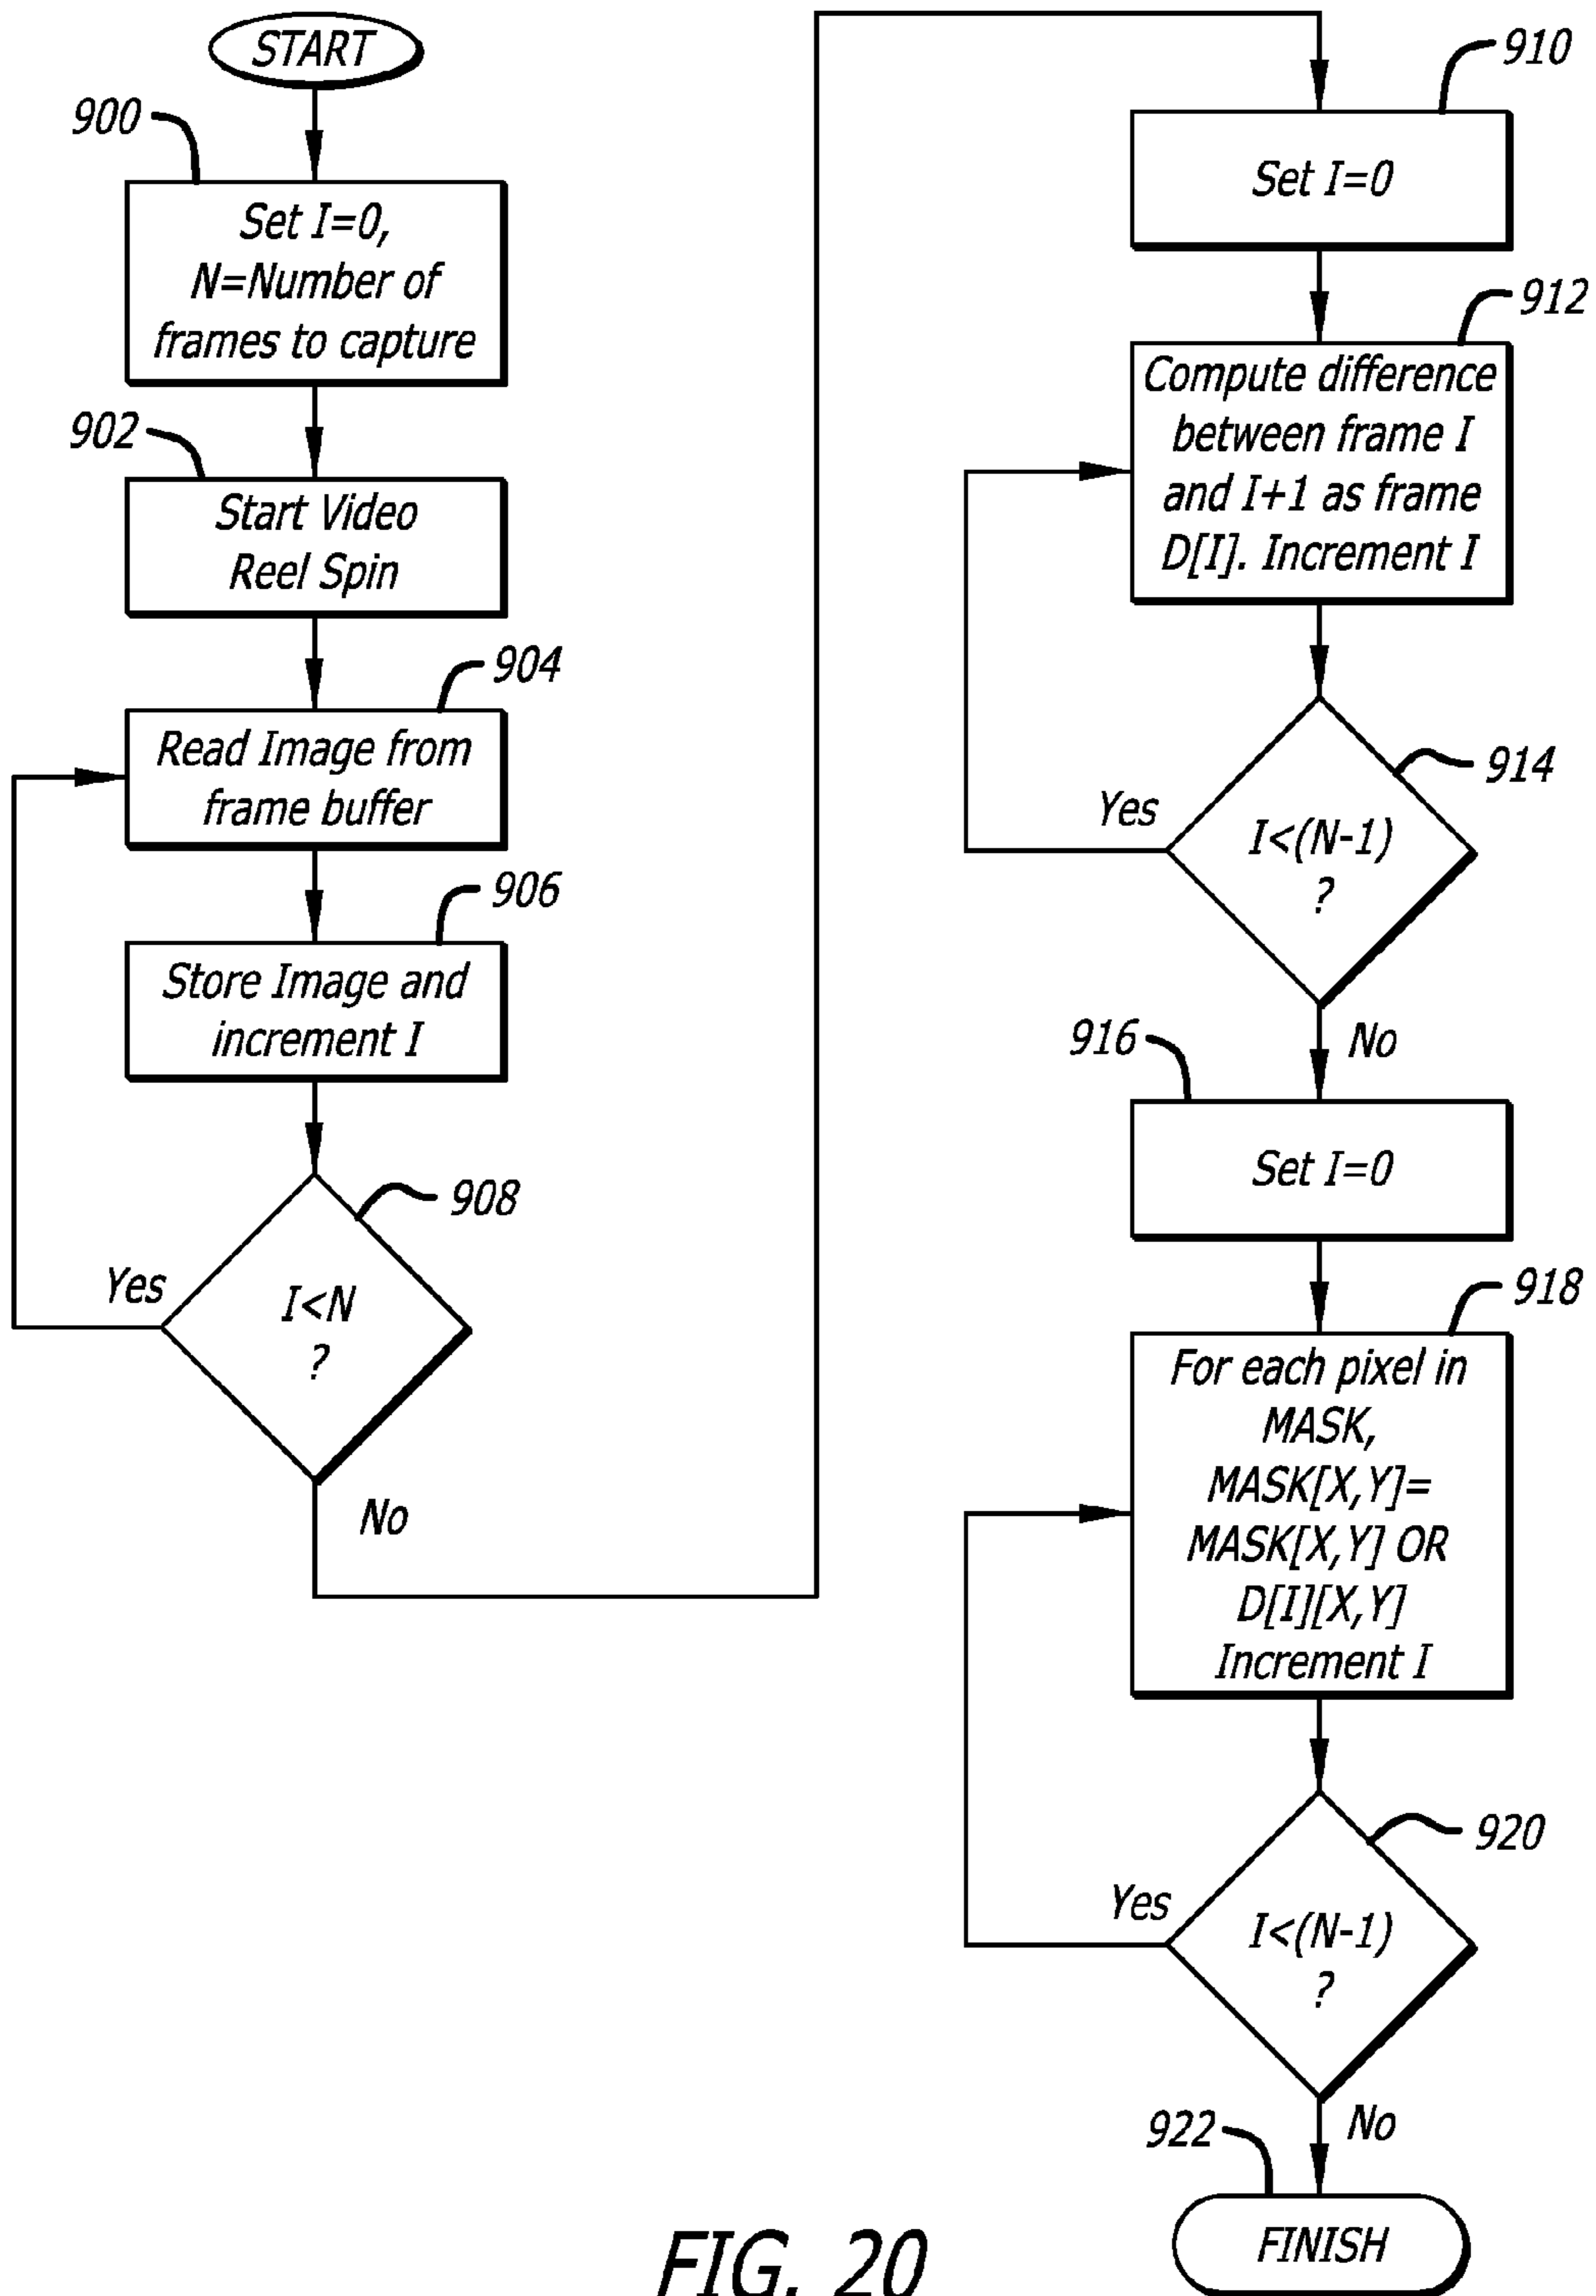 START
900
Set I=0,
N=Number of
frames to capture
902
Start Video
Reel Spin
904
Read Image from
frame buffer
906
Store Image and
increment I
908
I<N
?
Yes
No
910
Set I=0
912
Compute difference
between frame I
and I+1 as frame
D[I]. Increment I
914
I<(N-1)
?
Yes
No
916
Set I=0
918
For each pixel in
MASK,
MASK[X,Y]=
MASK[X,Y] OR
D[I][X,Y]
Increment I
920
I<(N-1)
?
Yes
No
922
FINISH
FIG. 20